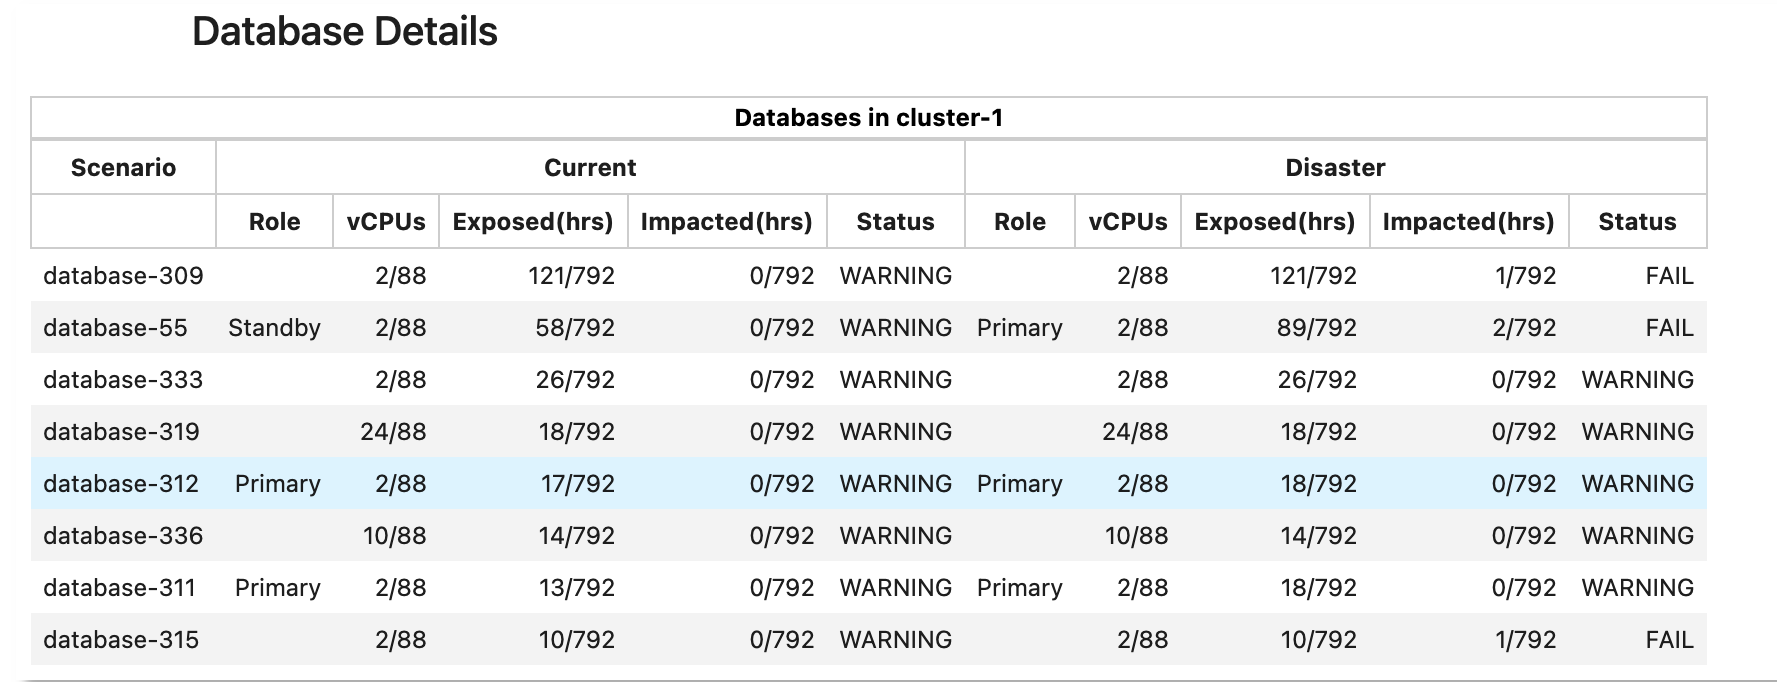 Database Details
Databases in cluster-1
Scenario Current Disaster
Role vCPUs Exposed(hrs) Impacted(hrs) Status Role vCPUs Exposed(hrs) Impacted(hrs) Status
database-309 2/88 121/792 0/792 WARNING 2/88 121/792 1/792 FAIL
database-55 Standby 2/88 58/792 0/792 WARNING Primary 2/88 89/792 2/792 FAIL
database-333 2/88 26/792 0/792 WARNING 2/88 26/792 0/792 WARNING
database-319 24/88 18/792 0/792 WARNING 24/88 18/792 0/792 WARNING
database-312 Primary 2/88 17/792 0/792 WARNING Primary 2/88 18/792 0/792 WARNING
database-336 10/88 14/792 0/792 WARNING 10/88 14/792 0/792 WARNING
database-311 Primary 2/88 13/792 0/792 WARNING Primary 2/88 18/792 0/792 WARNING
database-315 2/88 10/792 0/792 WARNING 2/88 10/792 1/792 FAIL